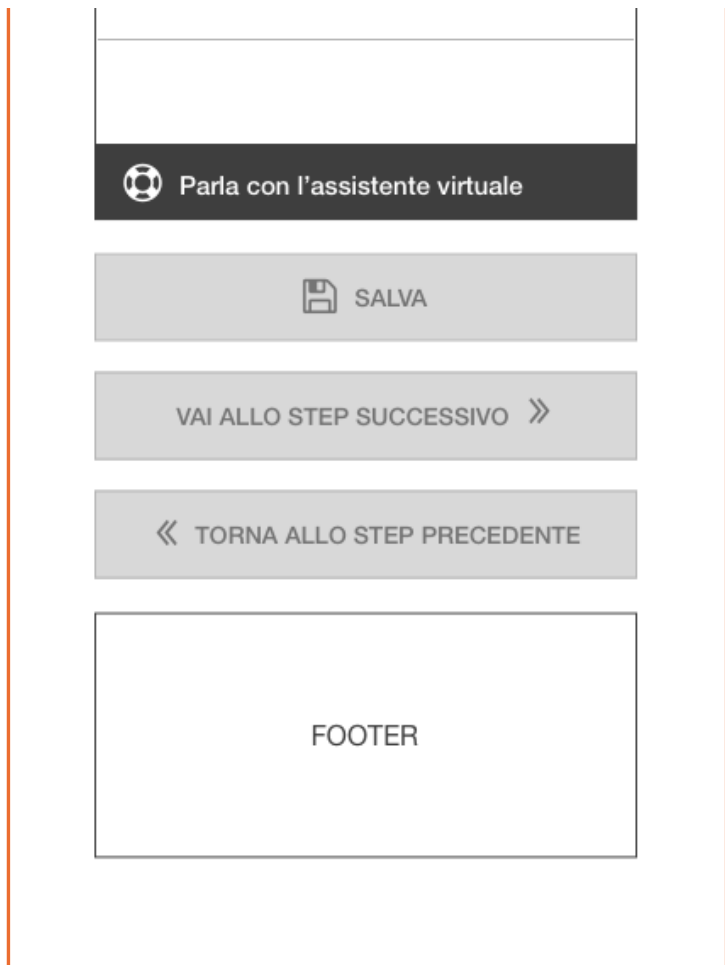 Parla con l’assistente virtuale
SALVA
VAI ALLO STEP SUCCESSIVO
TORNA ALLO STEP PRECEDENTE
FOOTER